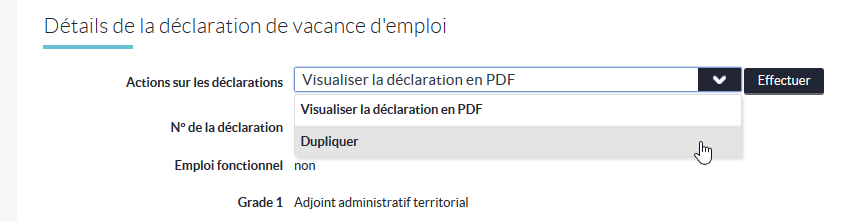 Détails de la déclaration de vacance d'emploi
Actions sur les déclarations Visualiser la déclaration en PDF Effectuer
Visualiser la déclaration en PDF
N° de la déclaration
Dupliquer
Emploi fonctionnel non
Grade 1 Adjoint administratif territorial